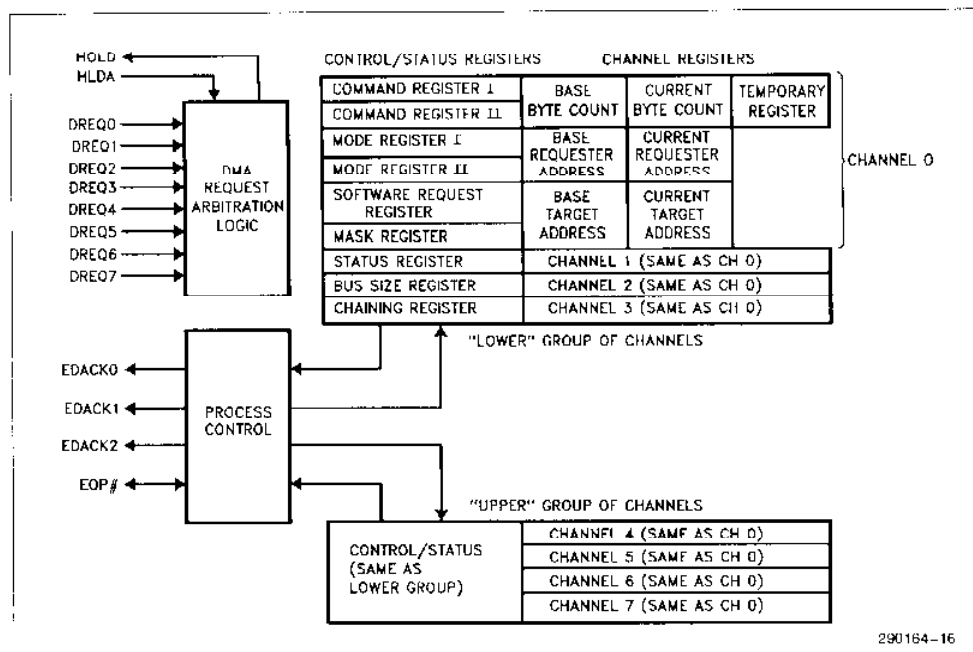 HOLD
HLDA
DREQ0
DREQ1
DREQ2
DREQ3
DREQ4
DREQ5
DREQ6
DREQ7
DMA
REQUEST
ARBITRATION
LOGIC
CONTROL/STATUS REGISTERS
CHANNEL REGISTERS
COMMAND REGISTER I
COMMAND REGISTER II
MODE REGISTER I
MODE REGISTER II
SOFTWARE REQUEST
REGISTER
MASK REGISTER
STATUS REGISTER
BUS SIZE REGISTER
CHAINING REGISTER
BASE
BYTE COUNT
CURRENT
BYTE COUNT
TEMPORARY
REGISTER
BASE
REQUESTER
ADDRESS
CURRENT
REQUESTER
ADDRESS
BASE
TARGET
ADDRESS
CURRENT
TARGET
ADDRESS
CHANNEL 0
CHANNEL 1 (SAME AS CH 0)
CHANNEL 2 (SAME AS CH 0)
CHANNEL 3 (SAME AS CH 0)
"LOWER" GROUP OF CHANNELS
EDACK0
EDACK1
EDACK2
EOP#
PROCESS
CONTROL
"UPPER" GROUP OF CHANNELS
CONTROL/STATUS
(SAME AS
LOWER GROUP)
CHANNEL 4 (SAME AS CH 0)
CHANNEL 5 (SAME AS CH 0)
CHANNEL 6 (SAME AS CH 0)
CHANNEL 7 (SAME AS CH 0)
290164-16